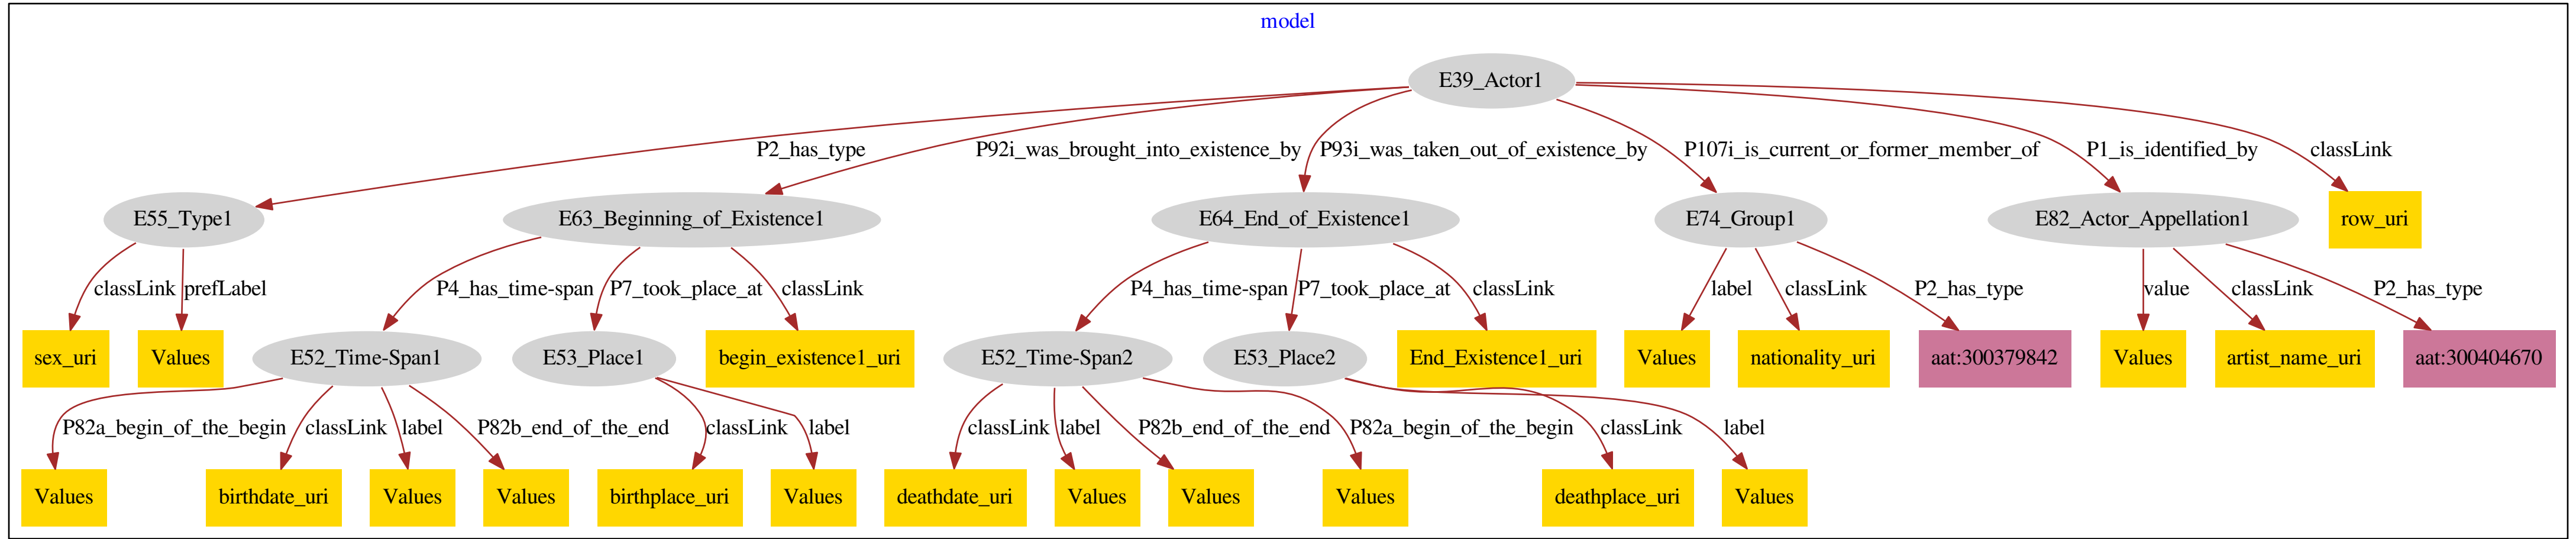 model
E39_Actor1
P2_has_type P92i_was_brought_into_existence_by P93i_was_taken_out_of_existence_by P107i_is_current_or_former_member_of P1_is_identified_by classLink
E55_Type1 E63_Beginning_of_Existence1 E64_End_of_Existence1 E74_Group1 E82_Actor_Appellation1 row_uri
classLink prefLabel P4_has_time-span P7_took_place_at classLink P4_has_time-span P7_took_place_at classLink label classLink P2_has_type value classLink P2_has_type
sex_uri Values E52_Time-Span1 E53_Place1 begin_existence1_uri E52_Time-Span2 E53_Place2 End_Existence1_uri Values nationality_uri aat:300379842 Values artist_name_uri aat:300404670
P82a_begin_of_the_begin classLink label P82b_end_of_the_end classLink label classLink label P82b_end_of_the_end P82a_begin_of_the_begin classLink label
Values birthdate_uri Values Values birthplace_uri Values deathdate_uri Values Values Values deathplace_uri Values